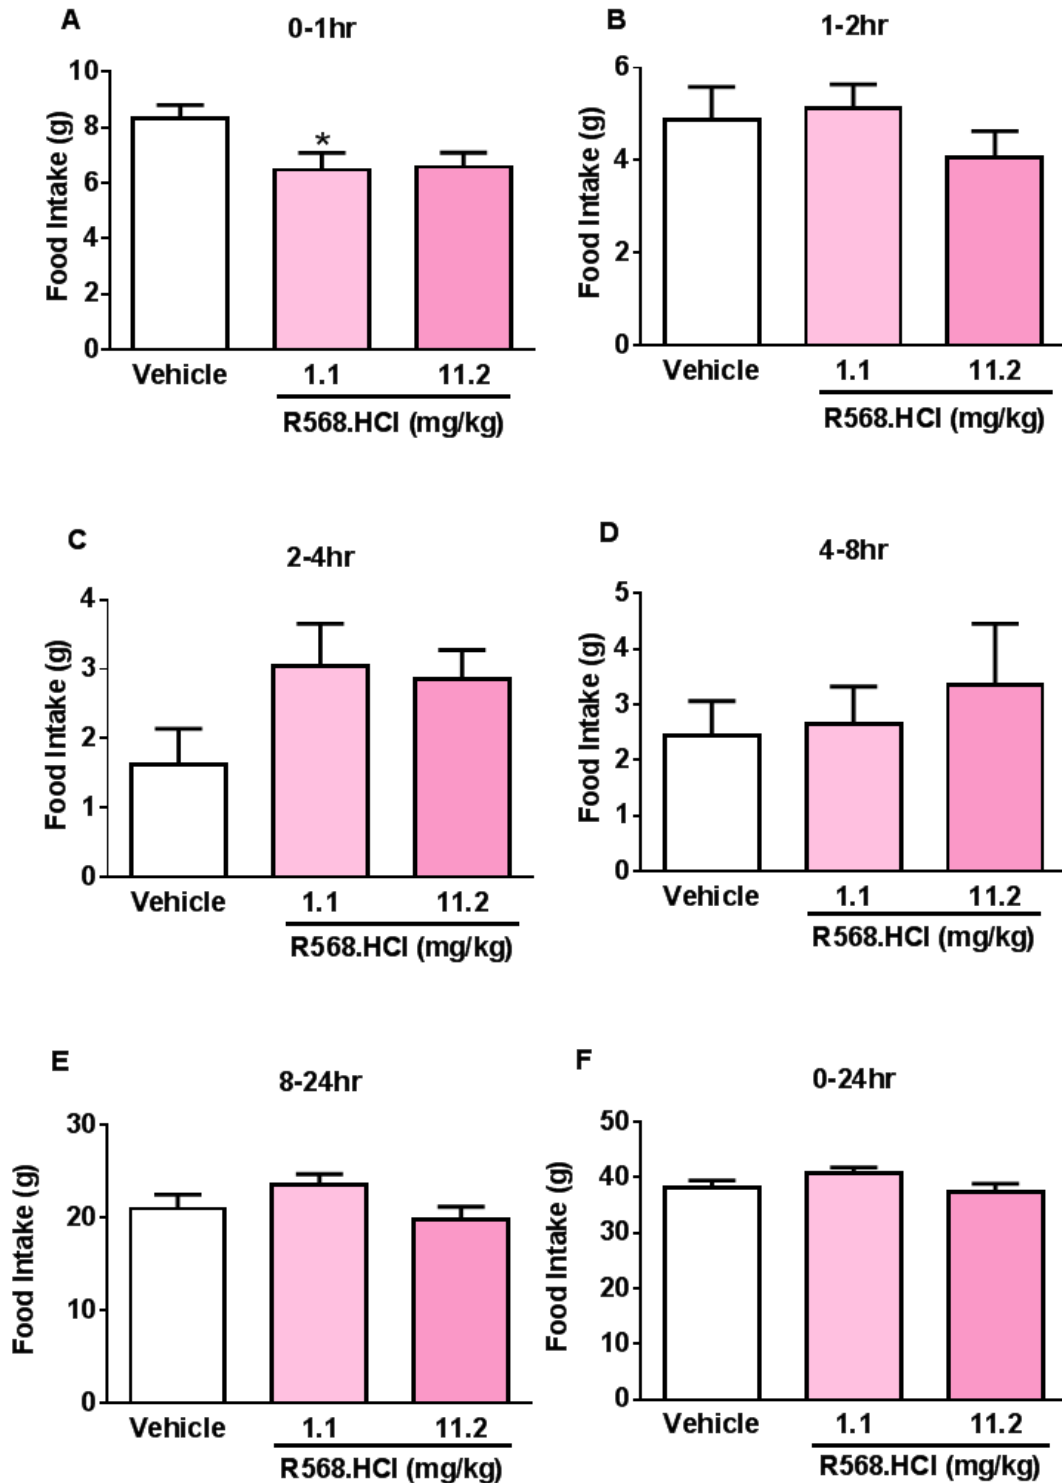 A
0-1hr
Food Intake (g)
10
8
6
4
2
0
*
Vehicle 1.1 11.2
R568.HCl (mg/kg)
B
1-2hr
Food Intake (g)
6
4
2
0
Vehicle 1.1 11.2
R568.HCl (mg/kg)
C
2-4hr
Food Intake (g)
4
3
2
1
0
Vehicle 1.1 11.2
R568.HCl (mg/kg)
D
4-8hr
Food Intake (g)
5
4
3
2
1
0
Vehicle 1.1 11.2
R568.HCl (mg/kg)
E
8-24hr
Food Intake (g)
30
20
10
0
Vehicle 1.1 11.2
R568.HCl (mg/kg)
F
0-24hr
Food Intake (g)
50
40
30
20
10
0
Vehicle 1.1 11.2
R568.HCl (mg/kg)